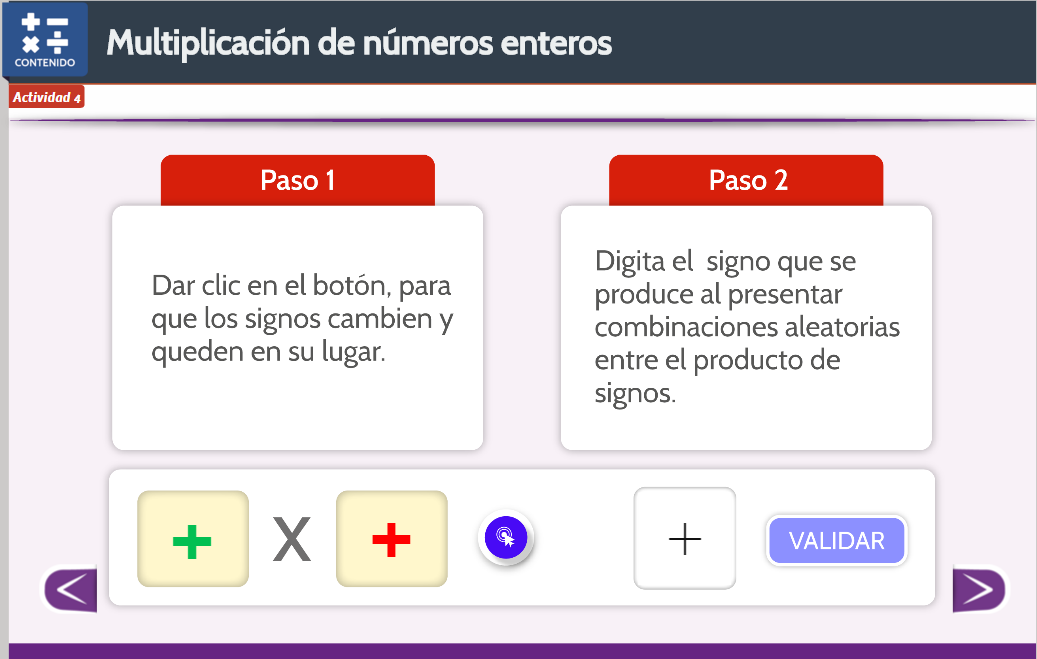 CONTENIDO
Multiplicación de números enteros
Actividad 4
Paso 1
Dar clic en el botón, para
que los signos cambien y
queden en su lugar.
Paso 2
Digita el signo que se
produce al presentar
combinaciones aleatorias
entre el producto de
signos.
+ X + + VALIDAR